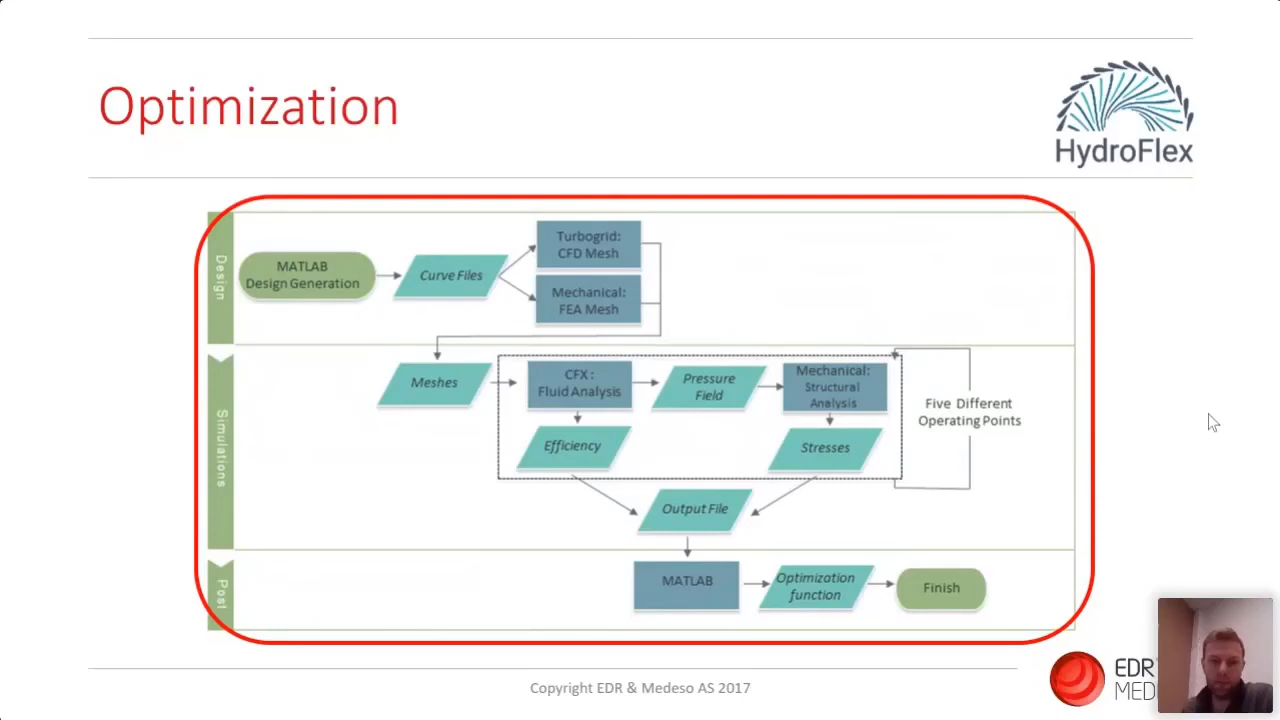 Optimization
HydroFlex
Design
MATLAB
Design Generation
Curve Files
Turbogrid:
CFD Mesh
Mechanical:
FEA Mesh
Simulations
Meshes
CFX :
Fluid Analysis
Pressure
Field
Mechanical:
Structural
Analysis
Five Different
Operating Points
Efficiency
Stresses
Output File
Post
MATLAB
Optimization
function
Finish
Copyright EDR & Medeso AS 2017
EDR
MED